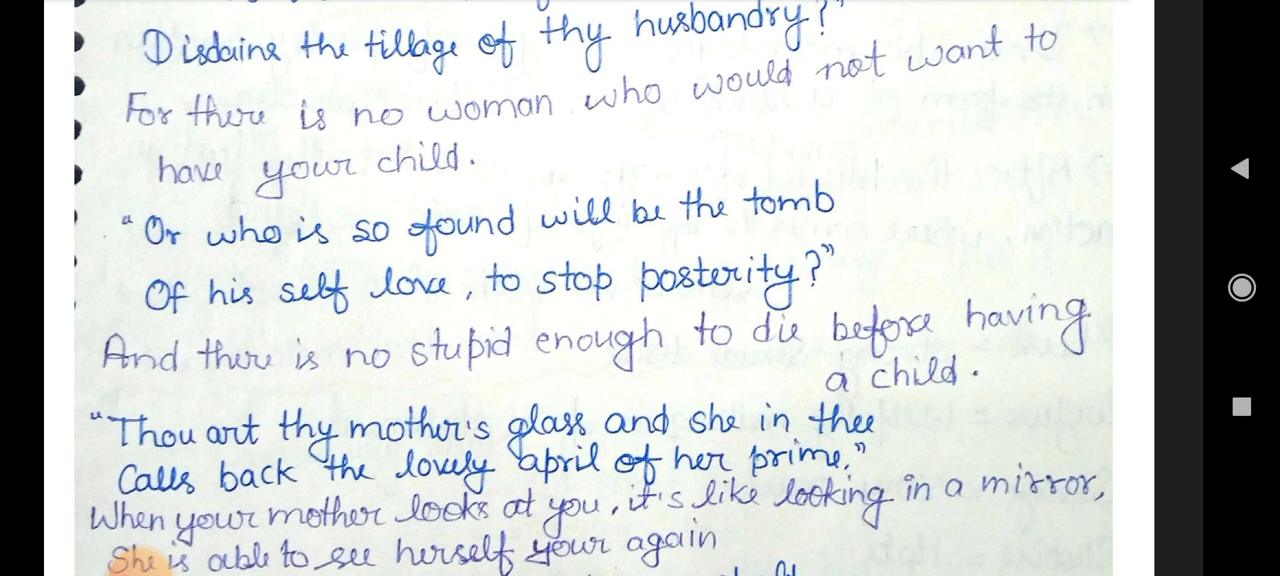 Disdains the tillage of thy husbandry?"
For there is no woman who would not want to
have your child.
"Or who is so found will be the tomb
Of his self love, to stop posterity?"
And there is no stupid enough to die before having
a child.
"Thou art thy mother's glass and she in thee
Calls back the lovely april of her prime."
When your mother looks at you, it's like looking in a mirror,
She is able to see herself your again